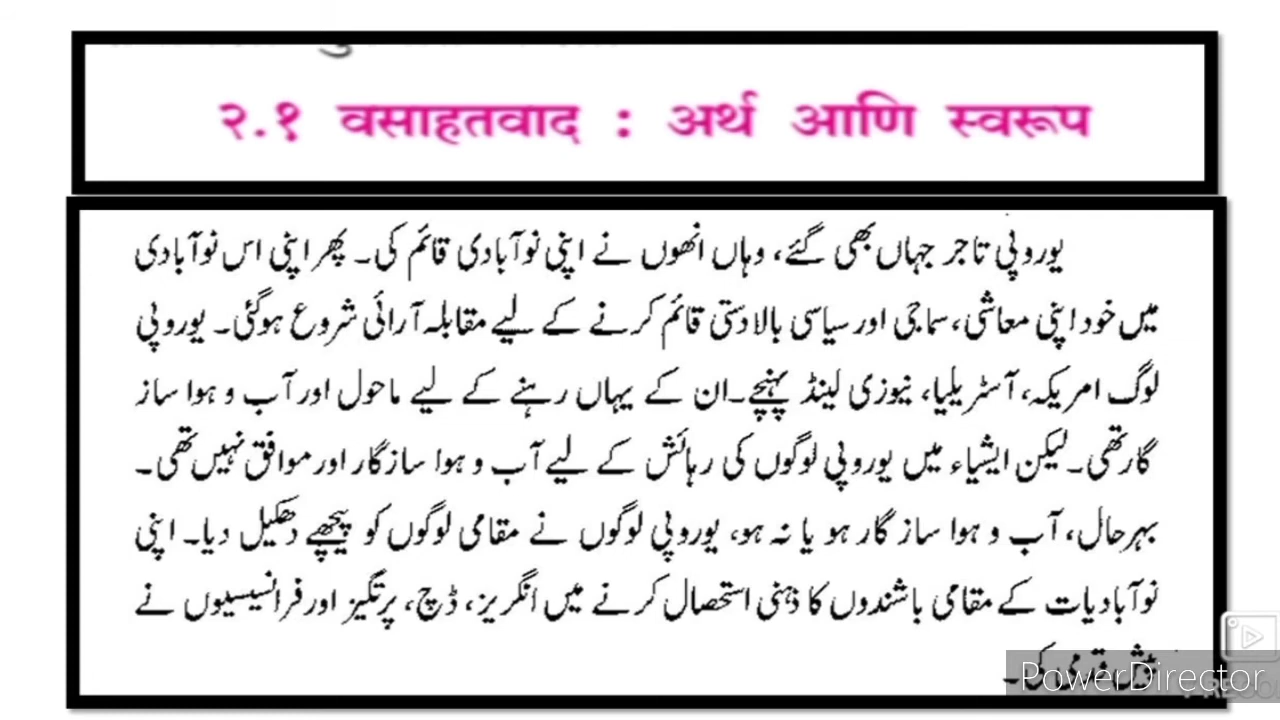 २.१ वसाहतवाद : अर्थ आणि स्वरूप
یوروپی تاجر جہاں بھی گئے، وہاں انھوں نے اپنی نوآبادی قائم کی۔ پھر اپنی اس نوآبادی
میں خود اپنی معاشی، سماجی اور سیاسی بالادستی قائم کرنے کے لیے مقابلہ آرائی شروع ہوگئی۔ یوروپی
لوگ امریکہ، آسٹریلیا، نیوزی لینڈ پہنچے۔ ان کے یہاں رہنے کے لیے ماحول اور آب و ہوا ساز
گار تھی۔ لیکن ایشیاء میں یوروپی لوگوں کی رہائش کے لیے آب و ہوا سازگار اور موافق نہیں تھی۔
بہرحال، آب و ہوا ساز گار ہو یا نہ ہو، یوروپی لوگوں نے مقامی لوگوں کو پیچھے دھکیل دیا۔ اپنی
نوآبادیات کے مقامی باشندوں کا ذہنی استحصال کرنے میں انگریز، ڈچ، پرتگیز اور فرانسیسیوں نے
کی۔
PowerDirector